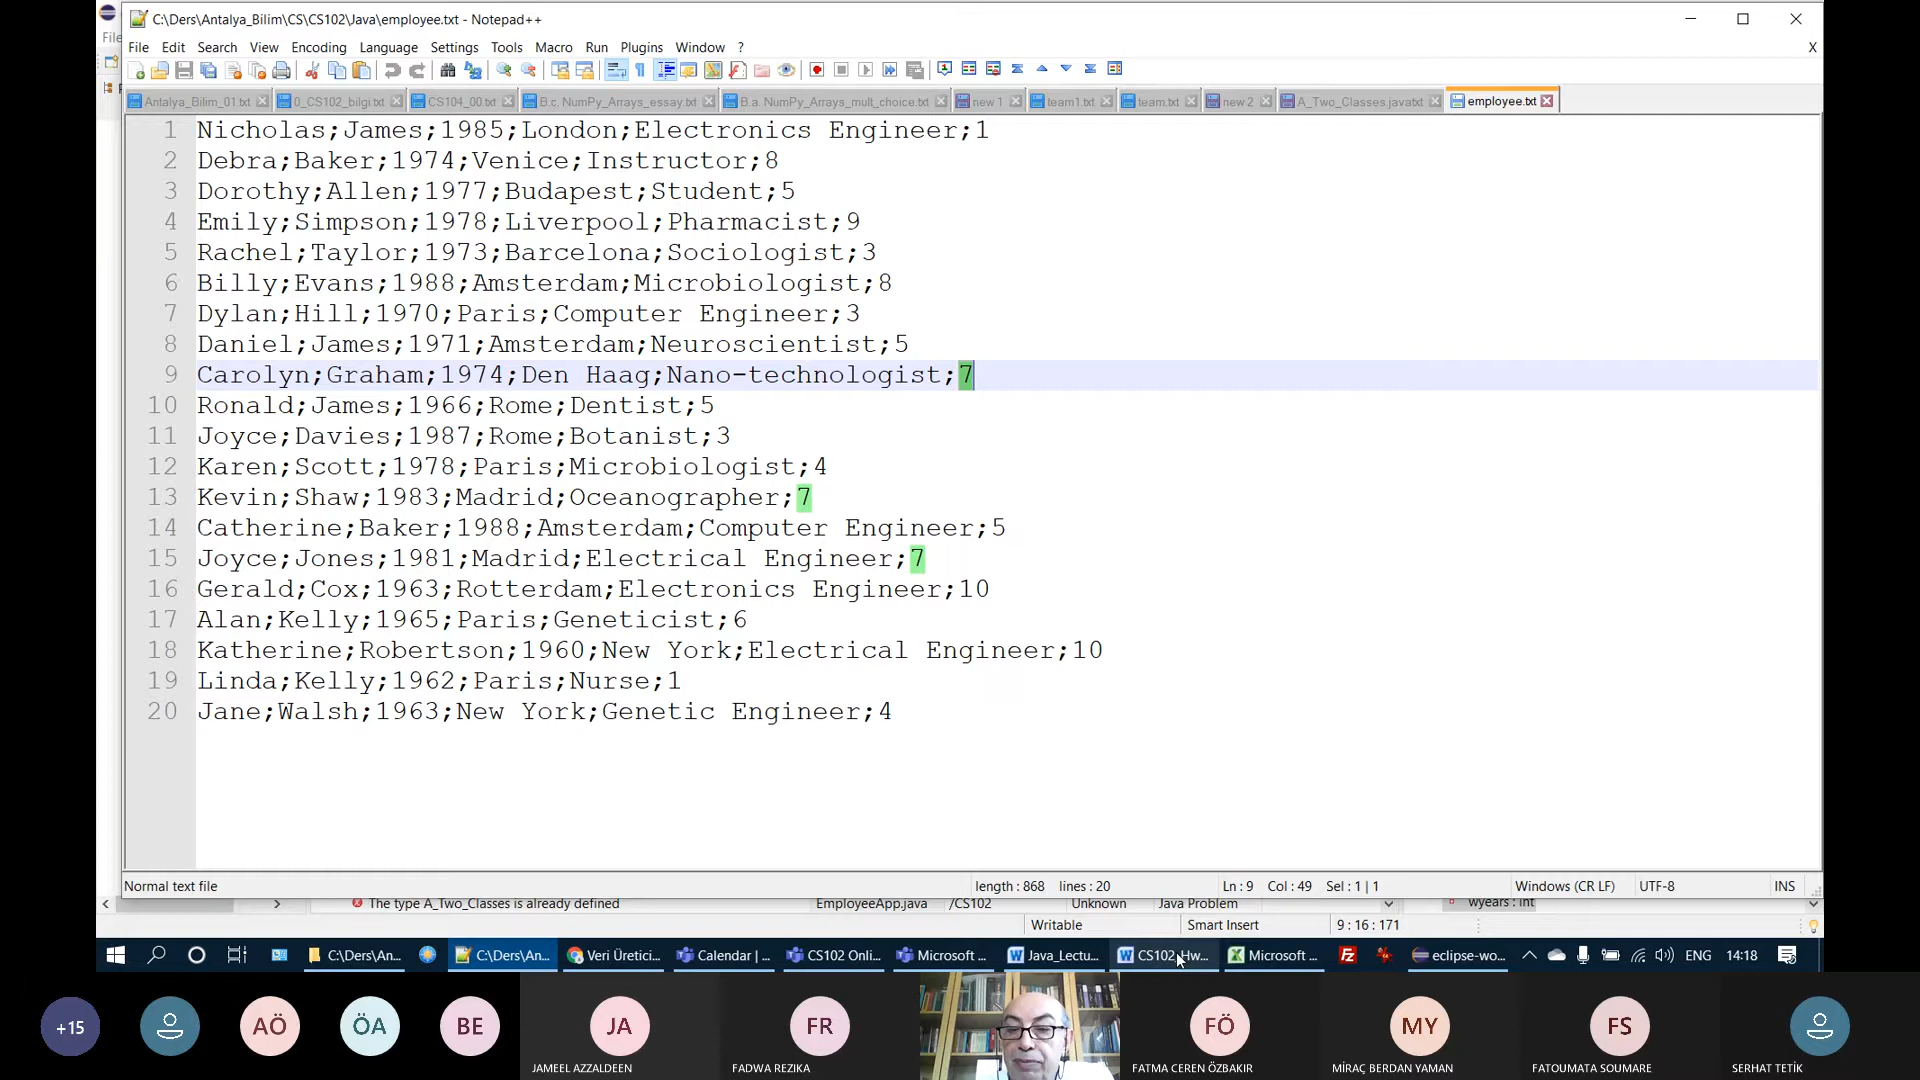 C:\Ders\Antalya_Bilim\CS\CS102\Java\employee.txt - Notepad++
File Edit Search View Encoding Language Settings Tools Macro Run Plugins Window ? X
Antalya_Bilim_01.txt 0_CS102_bilgi.txt CS104_00.txt B.c. NumPy_Arrays_essay.txt B.a. NumPy_Arrays_mult_choice.txt new 1 team1.txt team.txt new 2 A_Two_Classes.javatxt employee.txt
1 Nicholas;James;1985;London;Electronics Engineer;1
2 Debra;Baker;1974;Venice;Instructor;8
3 Dorothy;Allen;1977;Budapest;Student;5
4 Emily;Simpson;1978;Liverpool;Pharmacist;9
5 Rachel;Taylor;1973;Barcelona;Sociologist;3
6 Billy;Evans;1988;Amsterdam;Microbiologist;8
7 Dylan;Hill;1970;Paris;Computer Engineer;3
8 Daniel;James;1971;Amsterdam;Neuroscientist;5
9 Carolyn;Graham;1974;Den Haag;Nano-technologist;7
10 Ronald;James;1966;Rome;Dentist;5
11 Joyce;Davies;1987;Rome;Botanist;3
12 Karen;Scott;1978;Paris;Microbiologist;4
13 Kevin;Shaw;1983;Madrid;Oceanographer;7
14 Catherine;Baker;1988;Amsterdam;Computer Engineer;5
15 Joyce;Jones;1981;Madrid;Electrical Engineer;7
16 Gerald;Cox;1963;Rotterdam;Electronics Engineer;10
17 Alan;Kelly;1965;Paris;Geneticist;6
18 Katherine;Robertson;1960;New York;Electrical Engineer;10
19 Linda;Kelly;1962;Paris;Nurse;1
20 Jane;Walsh;1963;New York;Genetic Engineer;4
Normal text file length : 868 lines : 20 Ln : 9 Col : 49 Sel : 1 | 1 Windows (CR LF) UTF-8 INS
The type A_Two_Classes is already defined EmployeeApp.java /CS102 Unknown Java Problem wyears : int
Writable Smart Insert 9 : 16 : 171
C:\Ders\An... C:\Ders\An... Veri Üretici... Calendar | ... CS102 Onli... Microsoft ... Java_Lectu... CS102_Hw... Microsoft ... eclipse-wo... ENG 14:18
+15 AÖ ÖA BE JA FR FÖ MY FS
JAMEEL AZZALDEEN FADWA REZIKA FATMA CEREN ÖZBAKIR MİRAÇ BERDAN YAMAN FATOUMATA SOUMARE SERHAT TETİK